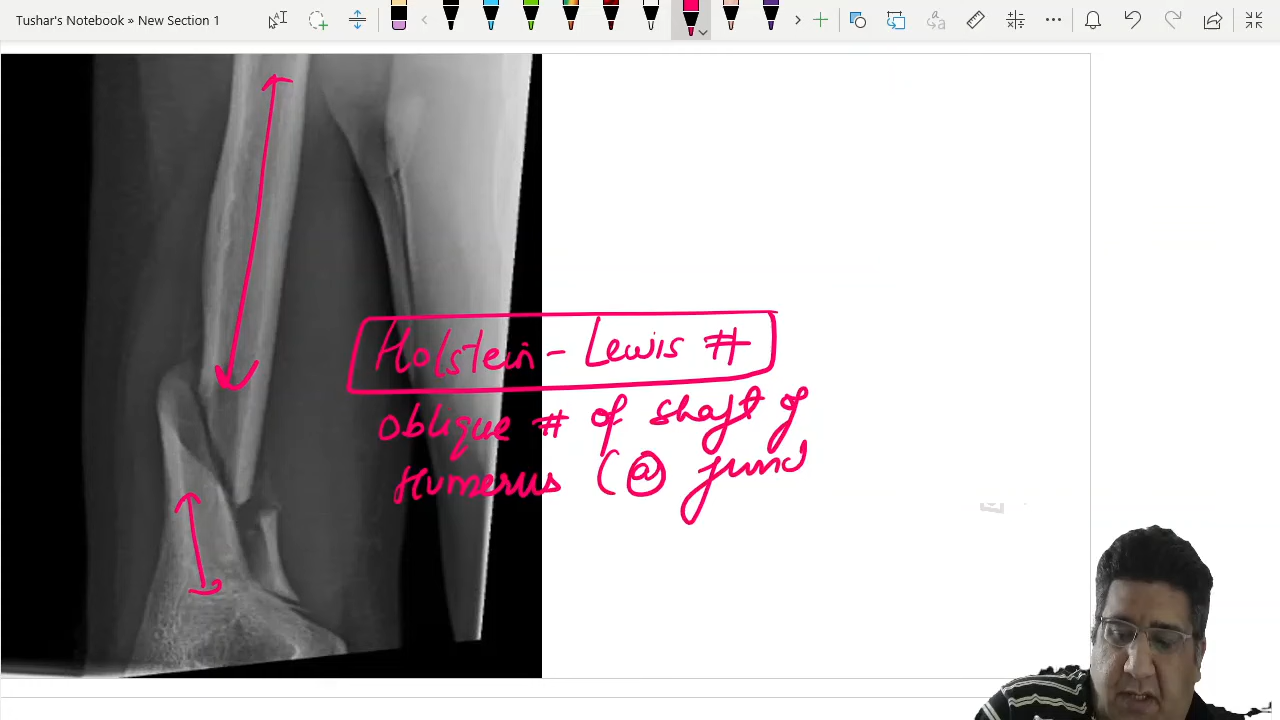 Tushar's Notebook » New Section 1
Holstein - Lewis #
oblique # of shaft of
Humerus (@ junc